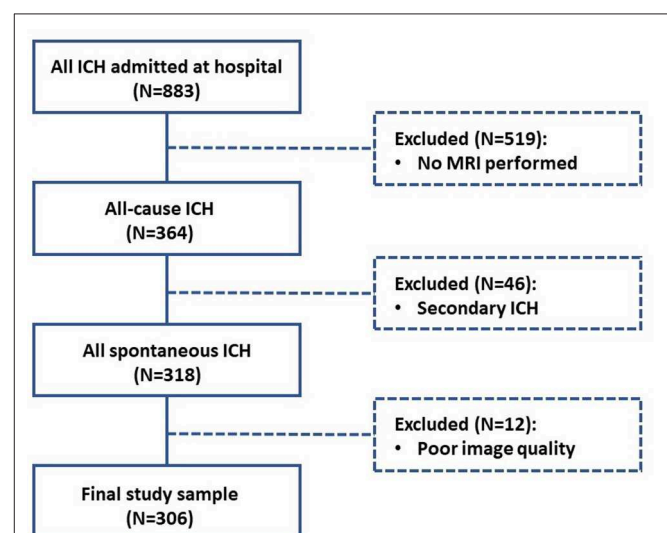 All ICH admitted at hospital
(N=883)
Excluded (N=519):
• No MRI performed
All-cause ICH
(N=364)
Excluded (N=46):
• Secondary ICH
All spontaneous ICH
(N=318)
Excluded (N=12):
• Poor image quality
Final study sample
(N=306)